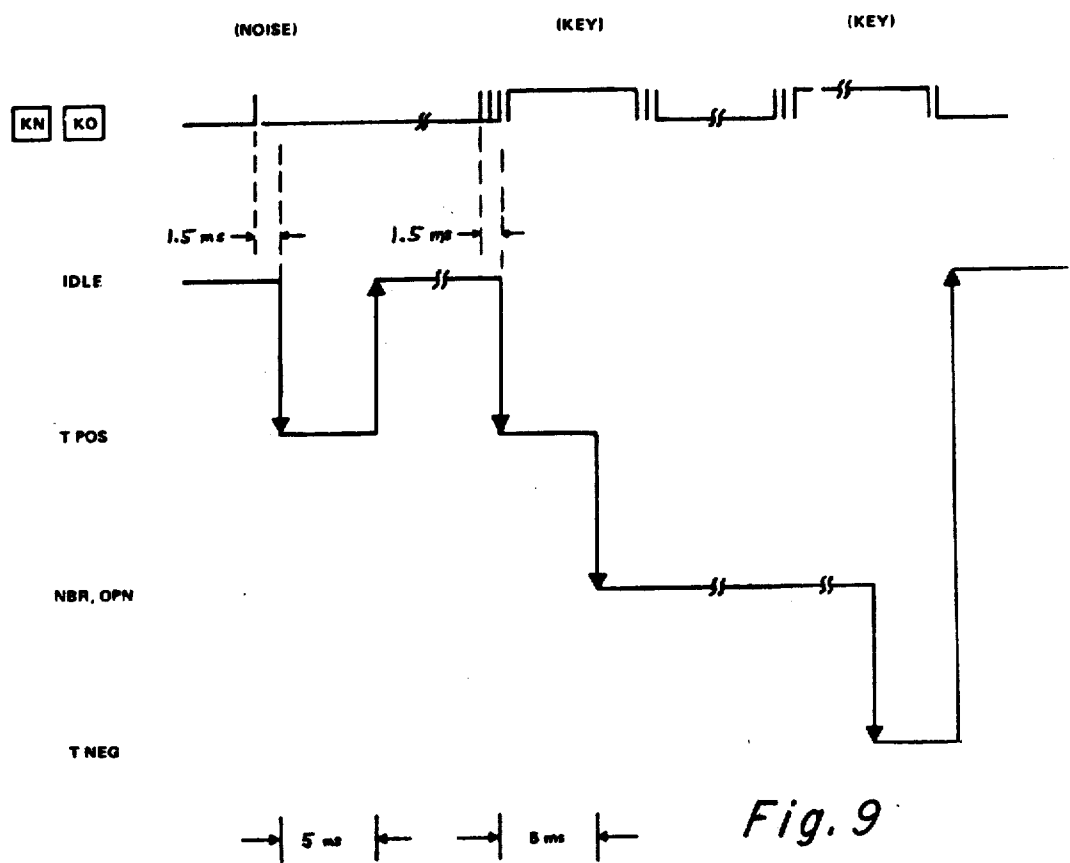 (NOISE) (KEY) (KEY)
KN KO
1.5 ms 1.5 ms
IDLE
T POS
NBR, OPN
T NEG
5 ms 5 ms
Fig. 9